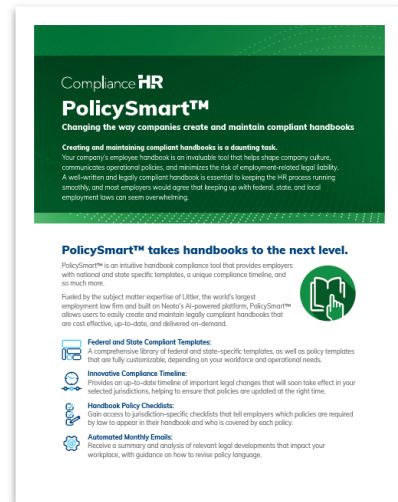 Compliance HR
PolicySmart™
Changing the way companies create and maintain compliant handbooks
Creating and maintaining compliant handbooks is a daunting task.
Your company's employee handbook is an invaluable tool that helps shape company culture,
communicates operational policies, and minimizes the risk of employment-related legal liability.
A well-written and legally compliant handbook is essential to keeping the HR process running
smoothly, and most employers would agree that keeping up with federal, state, and local
employment laws can seem overwhelming.
PolicySmart™ takes handbooks to the next level.
PolicySmart™ is an intuitive handbook compliance tool that provides employers
with national and state specific templates, a unique compliance timeline, and
so much more.
Fueled by the subject matter expertise of Littler, the world's largest
employment law firm and built on Neota's AI-powered platform, PolicySmart™
allows users to easily create and maintain legally compliant handbooks that
are cost effective, up-to-date, and delivered on-demand.
Federal and State Compliant Templates:
A comprehensive library of federal and state-specific templates, as well as policy templates
that are fully customizable, depending on your workforce and operational needs.
Innovative Compliance Timeline:
Provides an up-to-date timeline of important legal changes that will soon take effect in your
selected jurisdictions, helping to ensure that policies are updated at the right time.
Handbook Policy Checklists:
Gain access to jurisdiction-specific checklists that tell employers which policies are required
by law to appear in their handbook and who is covered by each policy.
Automated Monthly Emails:
Receive a summary and analysis of relevant legal developments that impact your
workplace, with guidance on how to revise policy language.